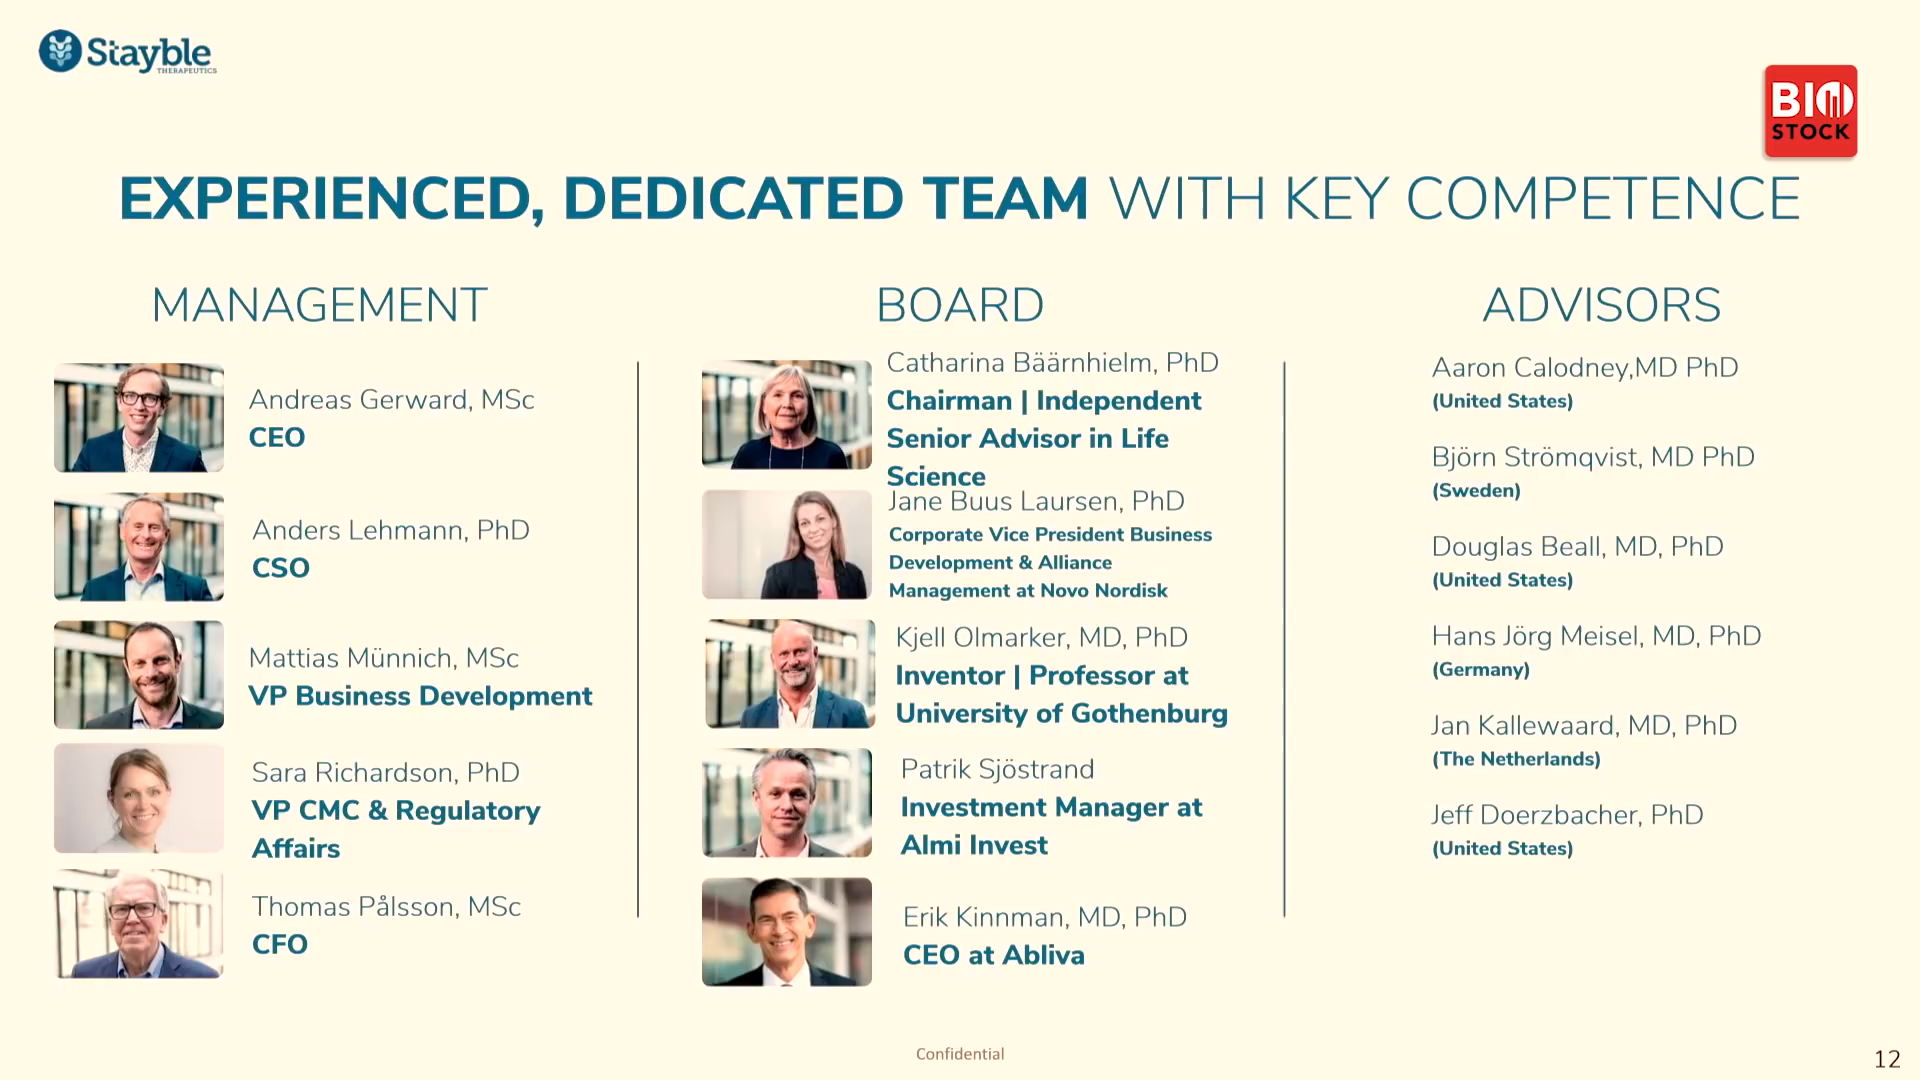 Stayble
THERAPEUTICS
BIO
STOCK
EXPERIENCED, DEDICATED TEAM WITH KEY COMPETENCE
MANAGEMENT
Andreas Gerward, MSc
CEO
Anders Lehmann, PhD
CSO
Mattias Münnich, MSc
VP Business Development
Sara Richardson, PhD
VP CMC & Regulatory
Affairs
Thomas Pålsson, MSc
CFO
BOARD
Catharina Bäärnhielm, PhD
Chairman | Independent
Senior Advisor in Life
Science
Jane Buus Laursen, PhD
Corporate Vice President Business
Development & Alliance
Management at Novo Nordisk
Kjell Olmarker, MD, PhD
Inventor | Professor at
University of Gothenburg
Patrik Sjöstrand
Investment Manager at
Almi Invest
Erik Kinnman, MD, PhD
CEO at Abliva
ADVISORS
Aaron Calodney,MD PhD
(United States)
Björn Strömqvist, MD PhD
(Sweden)
Douglas Beall, MD, PhD
(United States)
Hans Jörg Meisel, MD, PhD
(Germany)
Jan Kallewaard, MD, PhD
(The Netherlands)
Jeff Doerzbacher, PhD
(United States)
Confidential
12